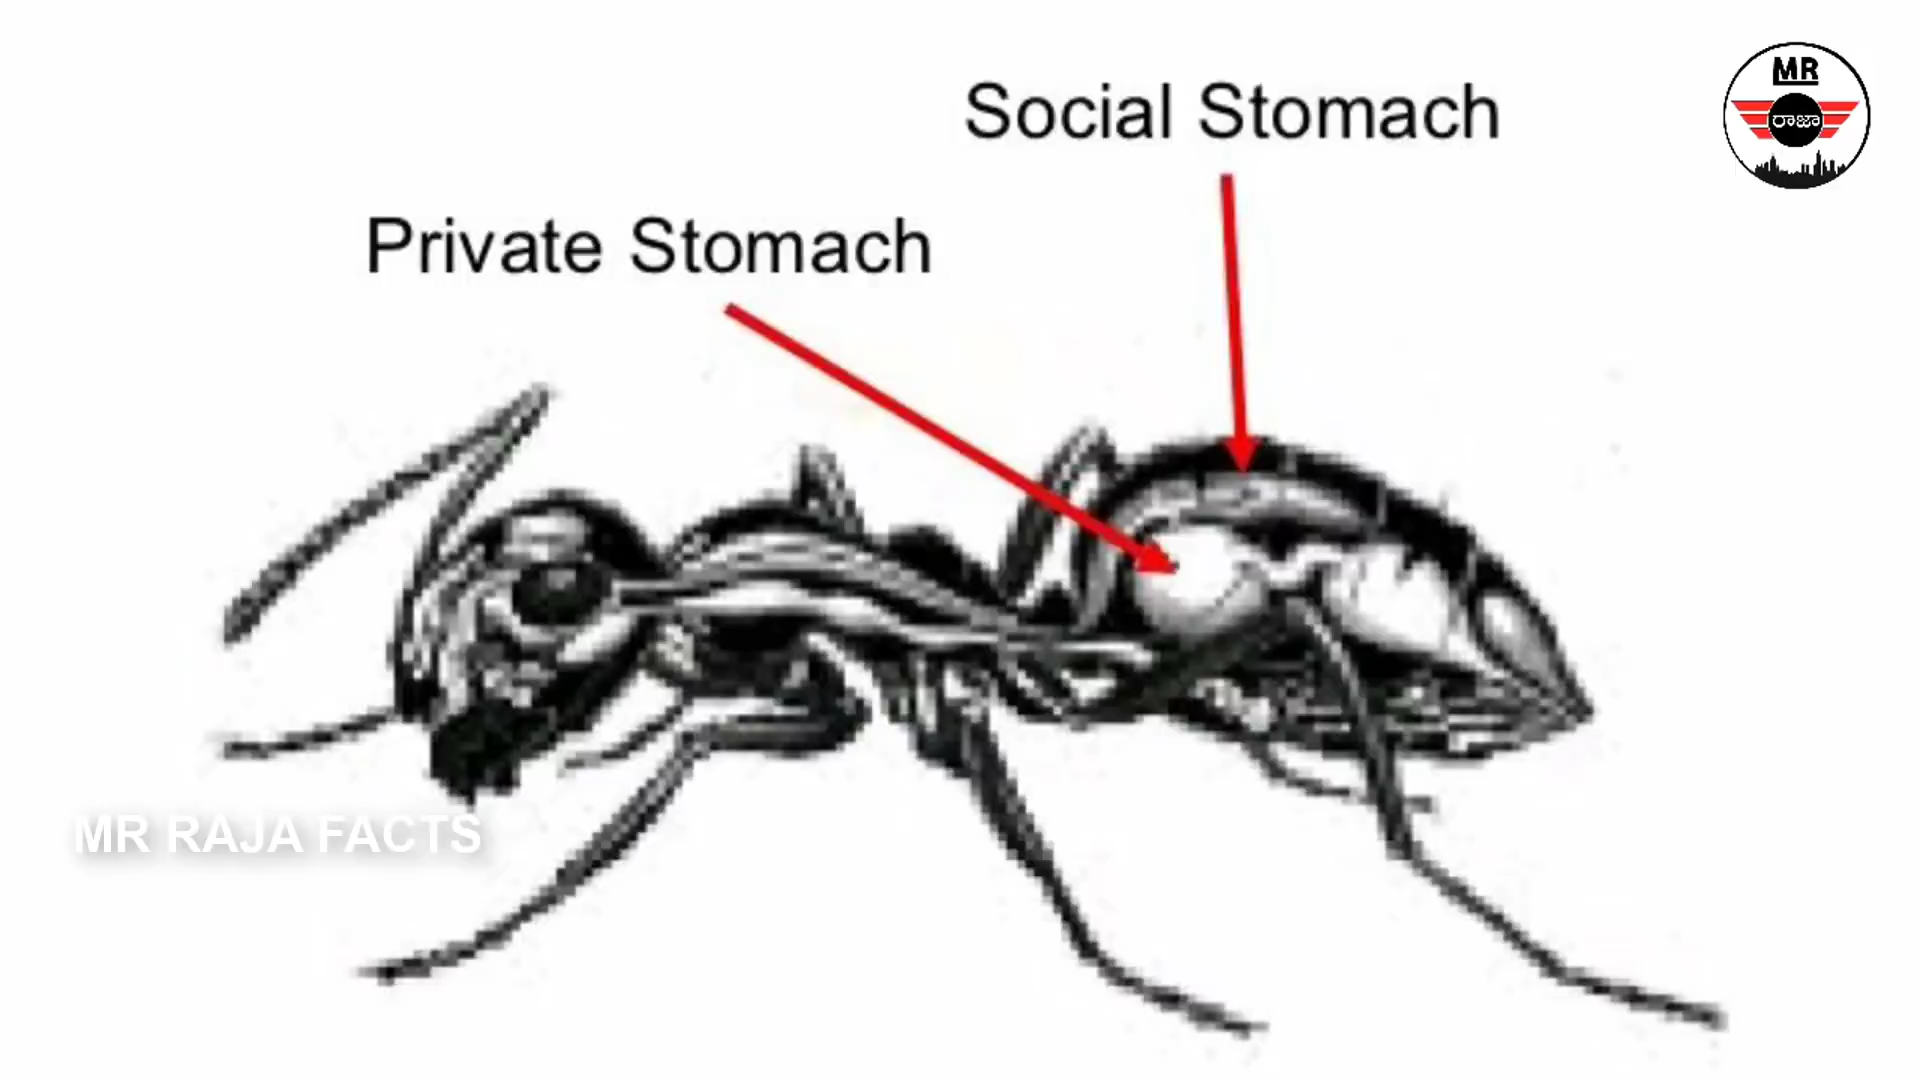 Social Stomach
MR
ರಾಜಾ
Private Stomach
MR RAJA FACTS